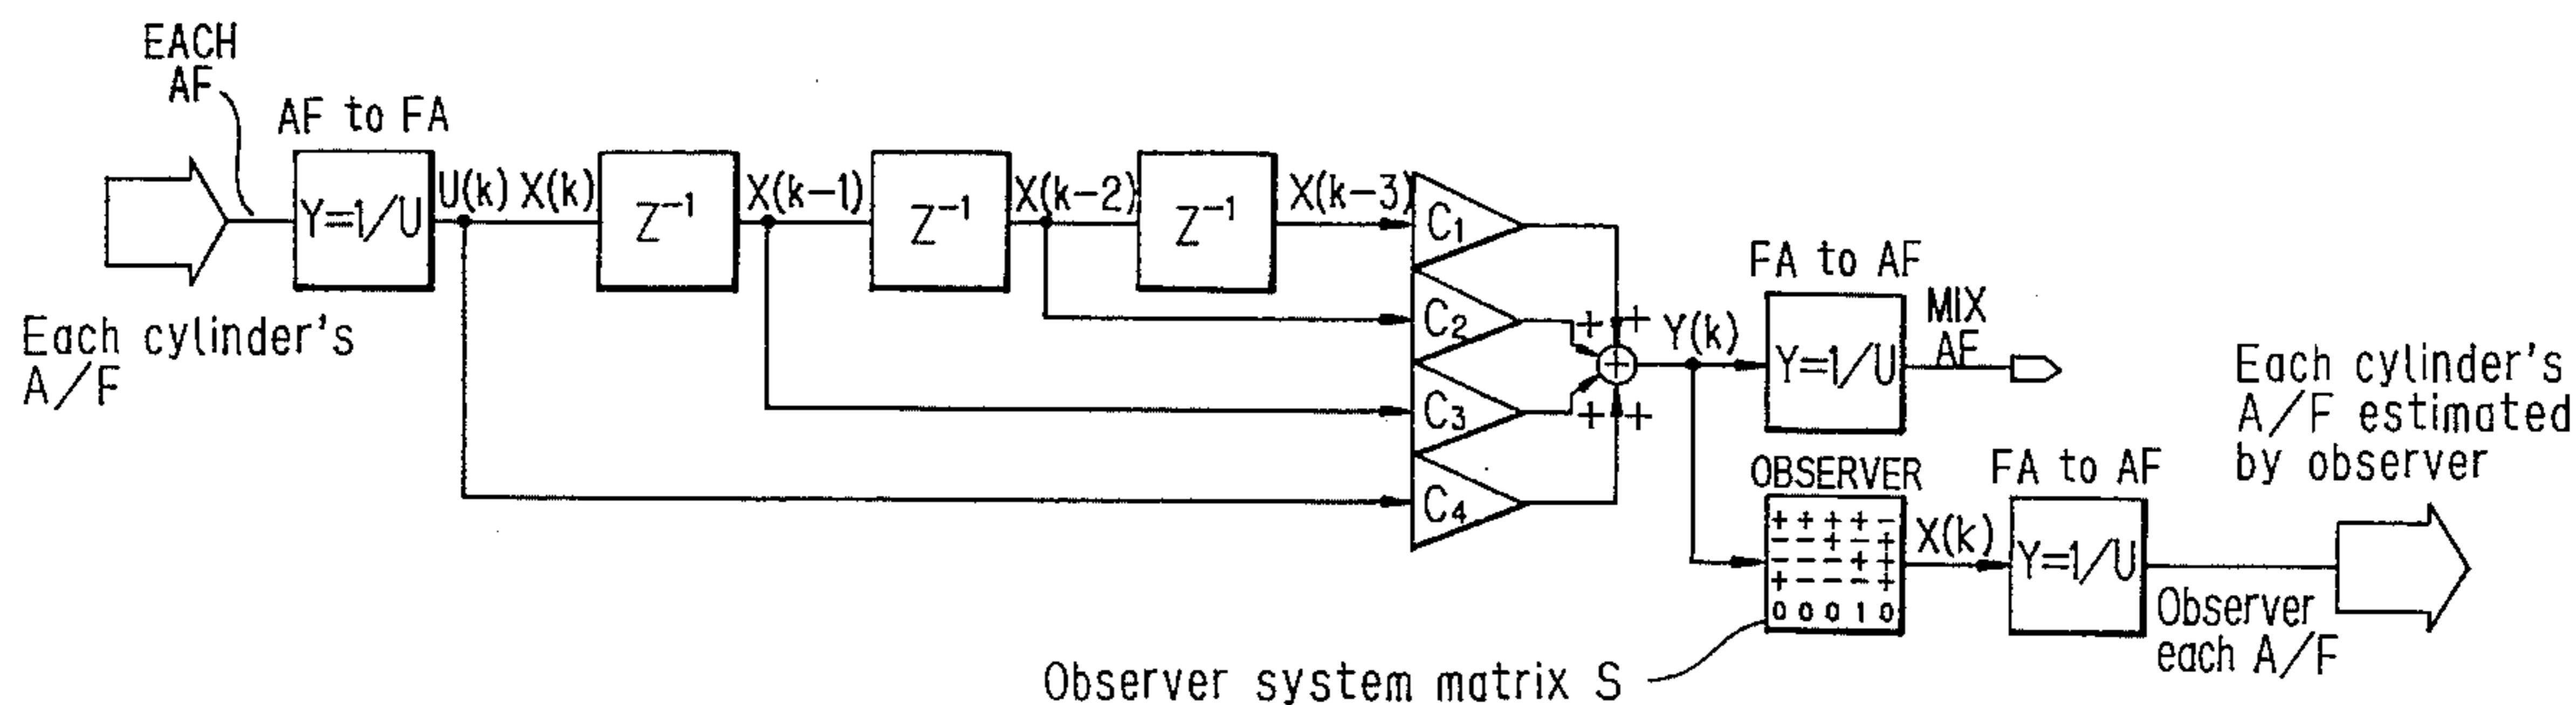 EACH
AF
AF to FA
Y=1/U
U(k) X(k)
Z⁻¹
X(k-1)
Z⁻¹
X(k-2)
Z⁻¹
X(k-3)
Each cylinder's
A/F
C₁
C₂
C₃
C₄
+ +
+
+ +
Y(k)
FA to AF
Y=1/U
MIX
AF
OBSERVER
+ + + + -
- - + - +
- - - + +
+ - - - +
0 0 0 1 0
X(k)
FA to AF
Y=1/U
Observer
each A/F
Each cylinder's
A/F estimated
by observer
Observer system matrix S